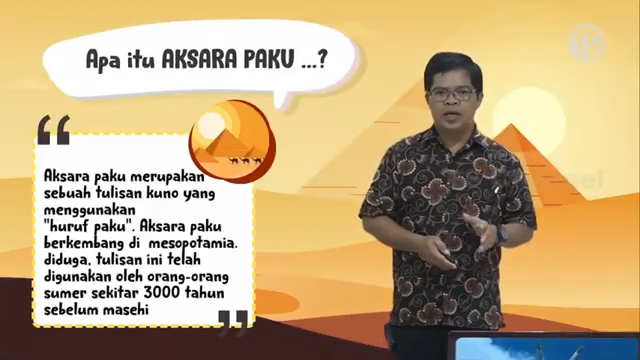 Apa itu AKSARA PAKU ...?
Aksara paku merupakan
sebuah tulisan kuno yang
menggunakan
"huruf paku". Aksara paku
berkembang di mesopotamia.
diduga, tulisan ini telah
digunakan oleh orang-orang
sumer sekitar 3000 tahun
sebelum masehi